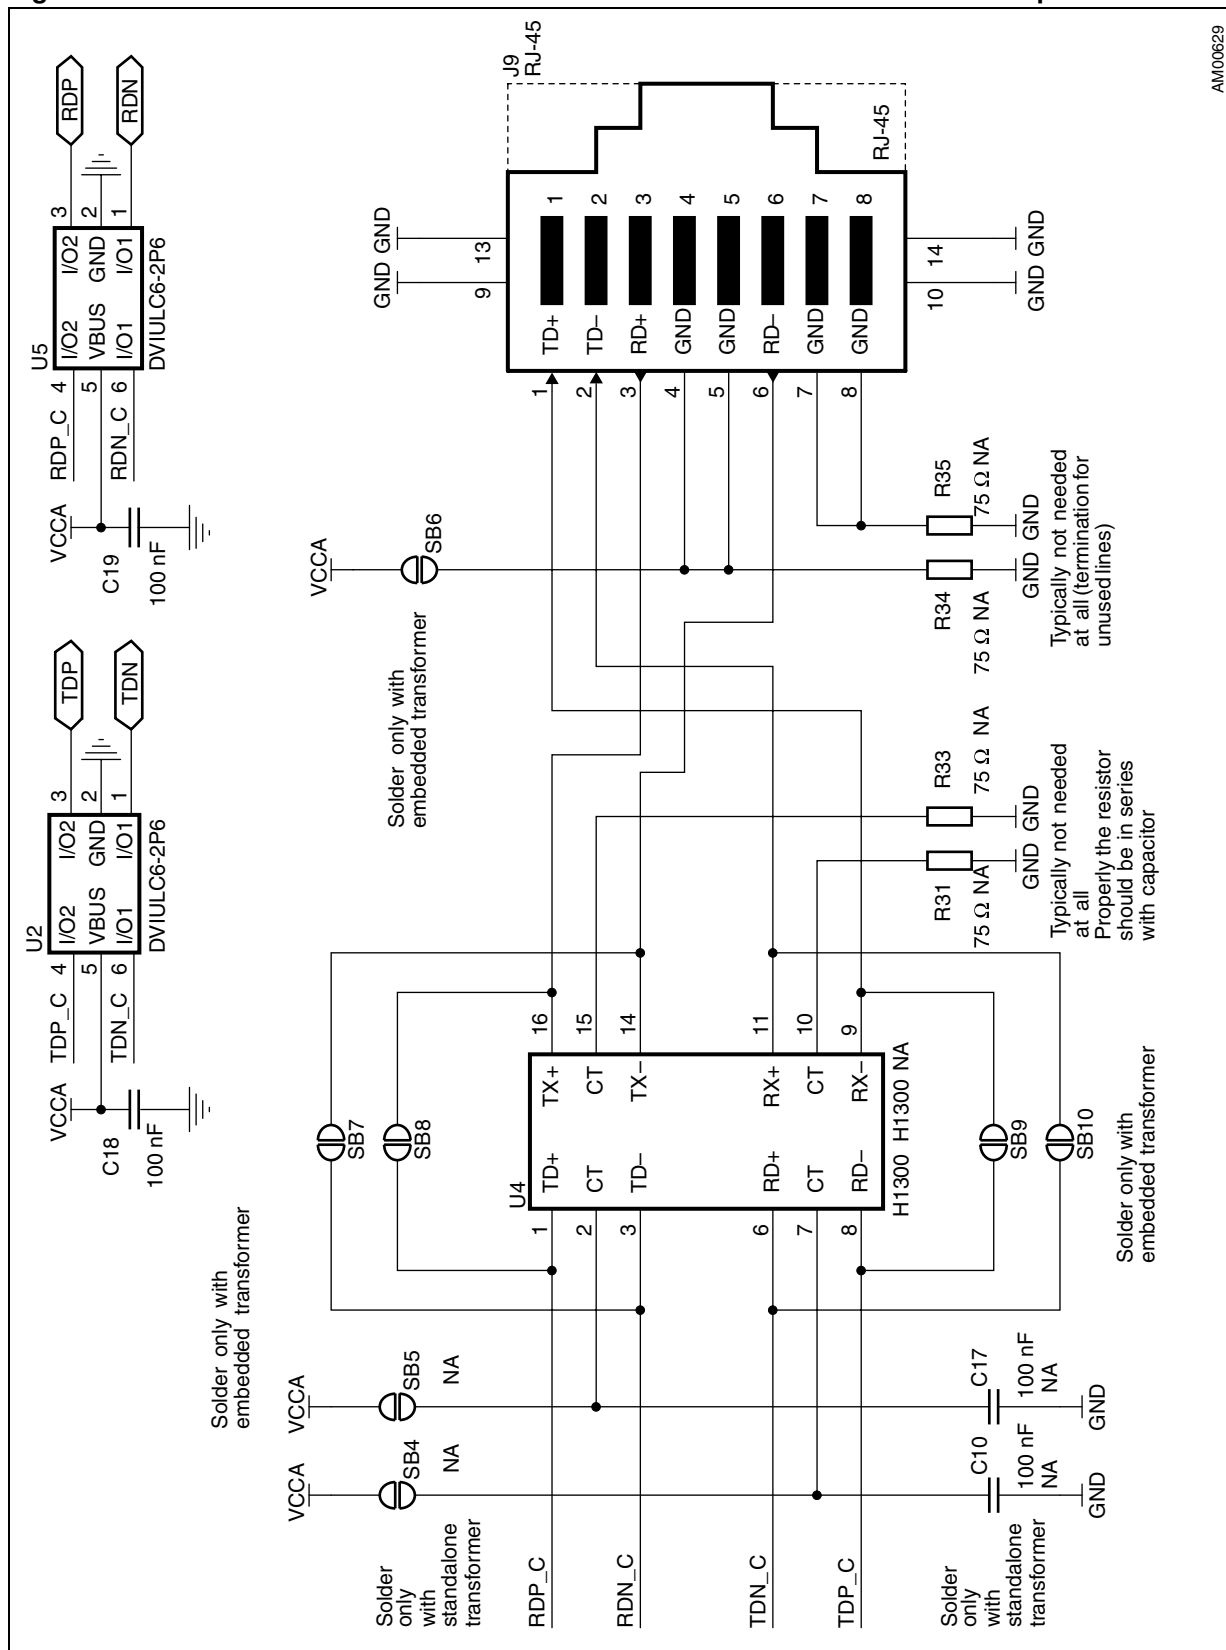 AM00629
U2
TDP_C 4 I/O2 I/O2 3 TDP
VCCA 5 VBUS GND 2
TDN_C 6 I/O1 I/O1 1 TDN
DVIULC6-2P6
C18
100 nF
U5
RDP_C 4 I/O2 I/O2 3 RDP
VCCA 5 VBUS GND 2
RDN_C 6 I/O1 I/O1 1 RDN
DVIULC6-2P6
C19
100 nF
Solder only with
embedded transformer
VCCA
SB4
NA
VCCA
SB5
NA
Solder
only
with
standalone
transformer
SB7
SB8
U4
RDP_C 1 TD+ TX+ 16
2 CT CT 15
RDN_C 3 TD– TX– 14
TDN_C 6 RD+ RX+ 11
7 CT CT 10
TDP_C 8 RD– RX– 9
H1300 H1300 NA
SB9
SB10
Solder only with
embedded transformer
C10
100 nF
NA
GND
C17
100 nF
NA
GND
Solder
only
with
standalone
transformer
Solder only with
embedded transformer
VCCA
SB6
R31
75 Ω NA
GND
R33
75 Ω NA
GND
Typically not needed
at all
Properly the resistor
should be in series
with capacitor
R34
75 Ω NA
GND
R35
75 Ω NA
GND
Typically not needed
at all (termination for
unused lines)
J9
RJ-45
GND GND
9 13
1 TD+ 1
2 TD– 2
3 RD+ 3
4 GND 4
5 GND 5
6 RD– 6
7 GND 7
8 GND 8
RJ-45
10 14
GND GND